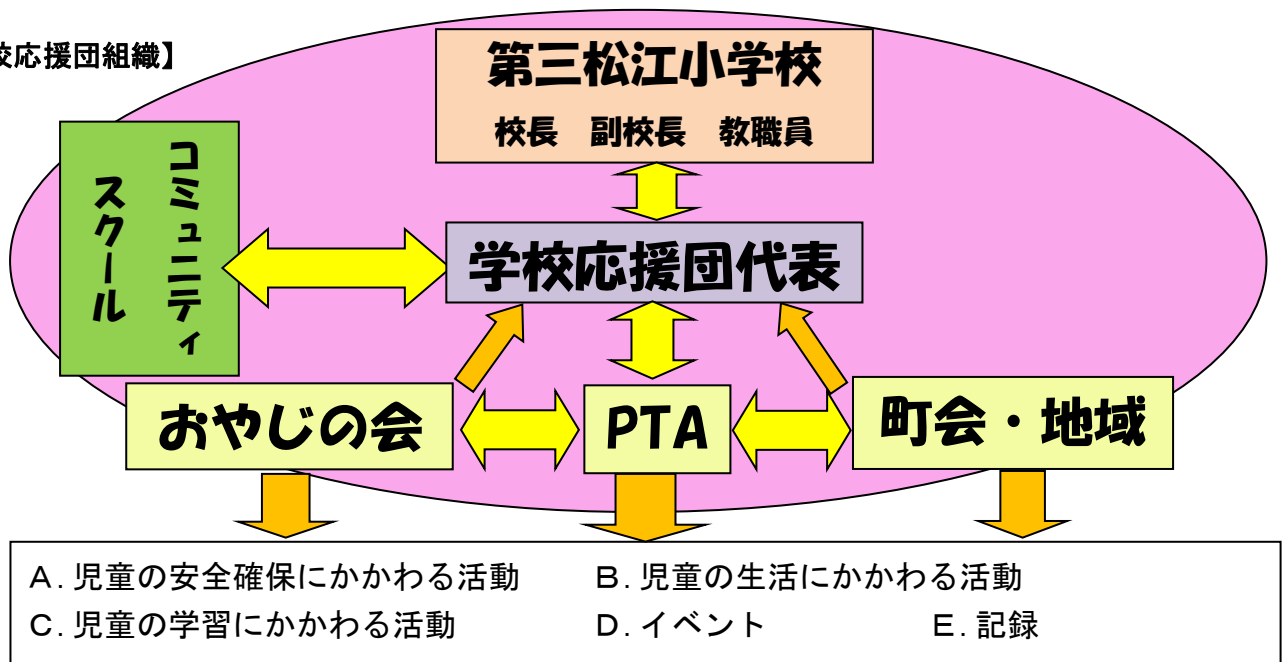 校応援団組織】
第三松江小学校
校長 副校長 教職員
コミュニティ
スクール
学校応援団代表
おやじの会
PTA
町会・地域
A.児童の安全確保にかかわる活動 B.児童の生活にかかわる活動
C.児童の学習にかかわる活動 D.イベント E.記録